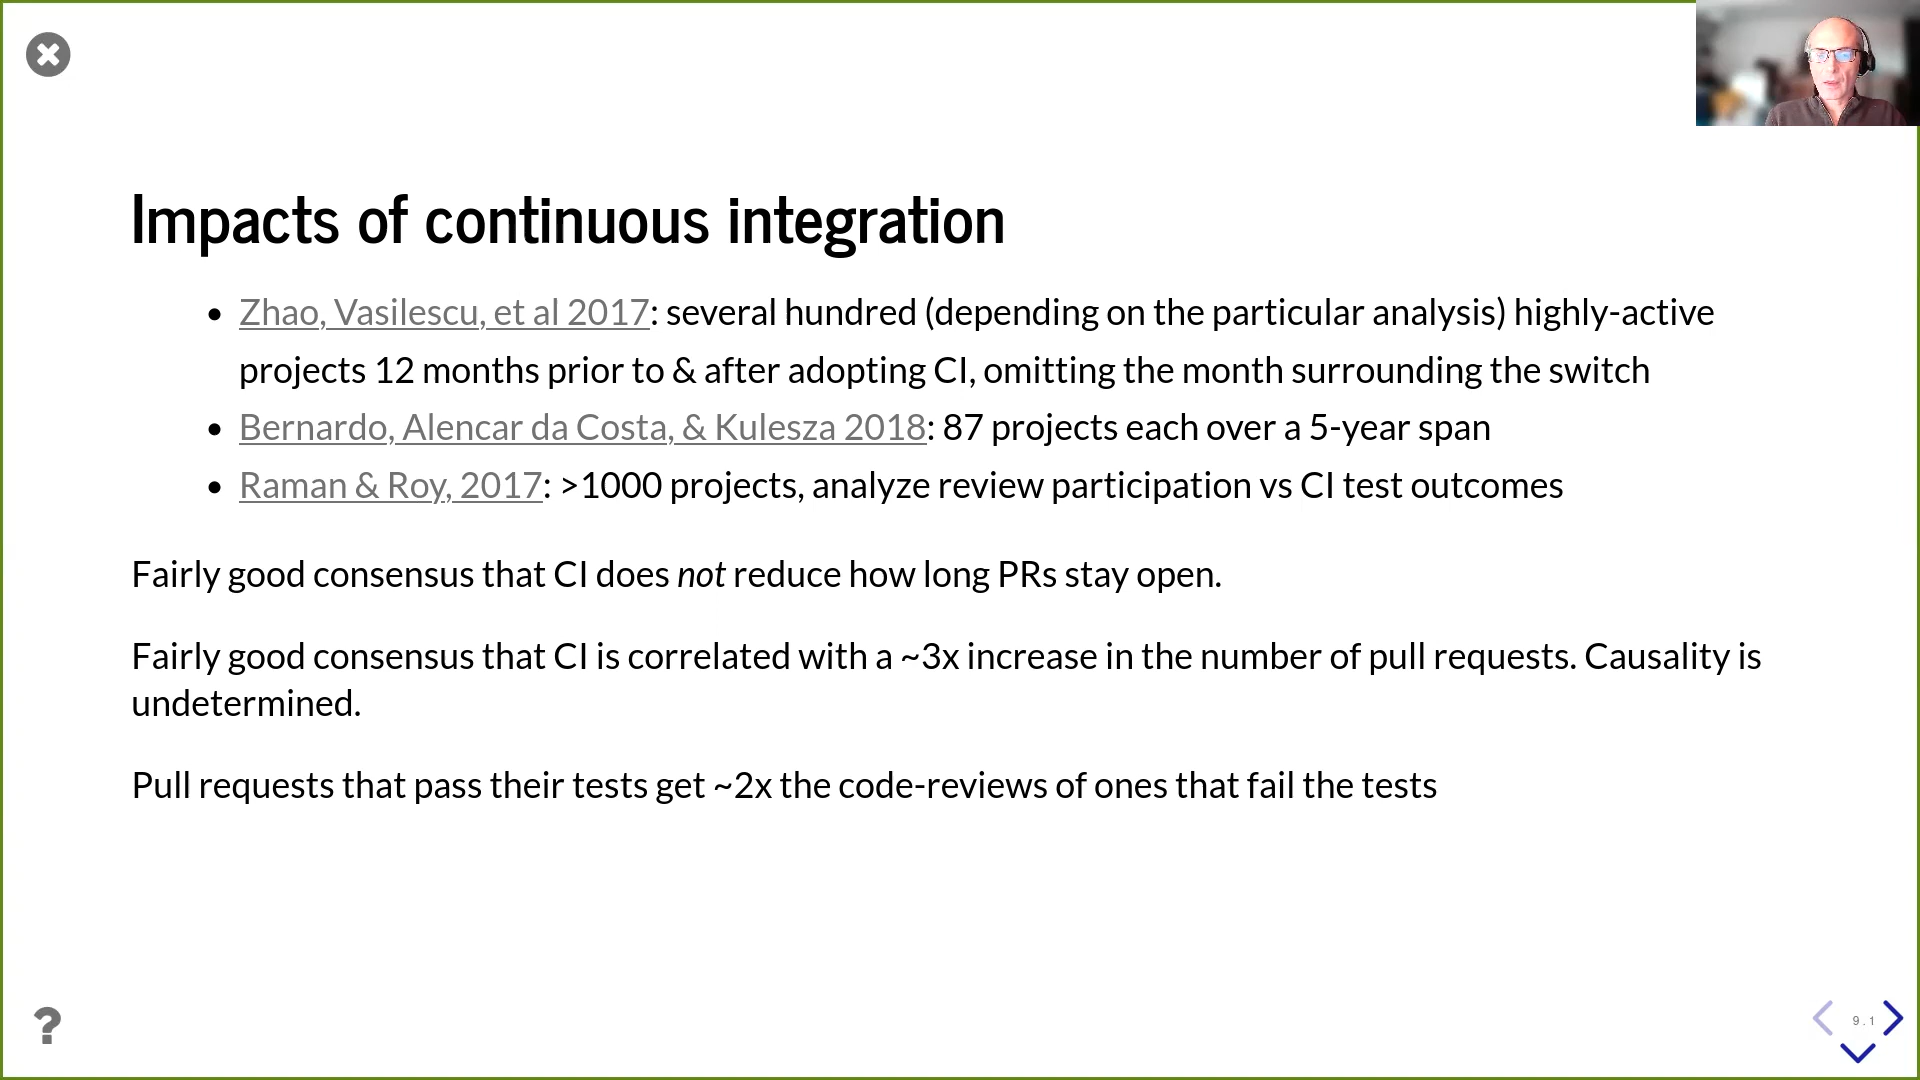 Impacts of continuous integration
Zhao, Vasilescu, et al 2017: several hundred (depending on the particular analysis) highly-active
projects 12 months prior to & after adopting CI, omitting the month surrounding the switch
Bernardo, Alencar da Costa, & Kulesza 2018: 87 projects each over a 5-year span
Raman & Roy, 2017: >1000 projects, analyze review participation vs CI test outcomes
Fairly good consensus that CI does not reduce how long PRs stay open.
Fairly good consensus that CI is correlated with a ~3x increase in the number of pull requests. Causality is
undetermined.
Pull requests that pass their tests get ~2x the code-reviews of ones that fail the tests
?
9.1